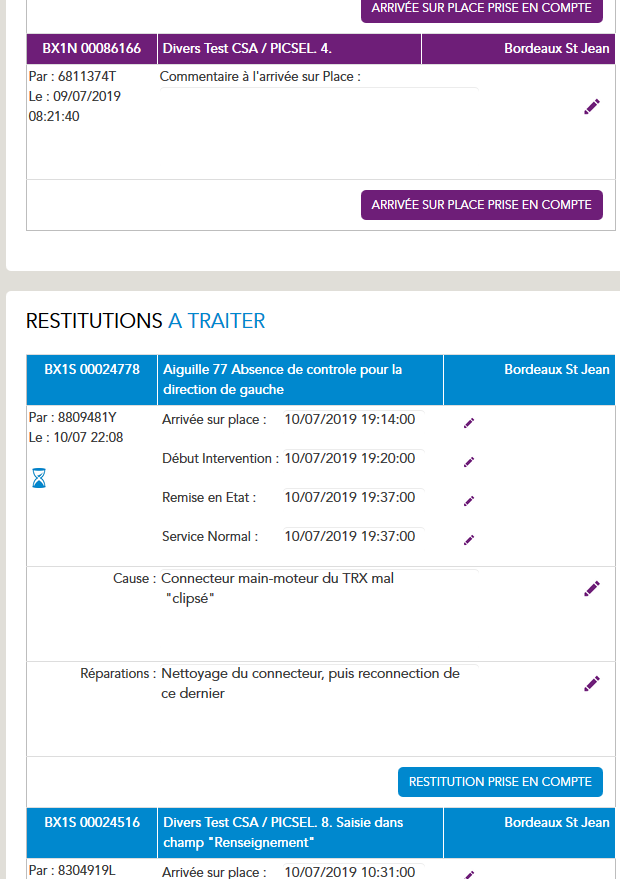 ARRIVÉE SUR PLACE PRISE EN COMPTE
BX1N 00086166 Divers Test CSA / PICSEL. 4. Bordeaux St Jean
Par : 6811374T Commentaire à l'arrivée sur Place :
Le : 09/07/2019
08:21:40
ARRIVÉE SUR PLACE PRISE EN COMPTE
RESTITUTIONS A TRAITER
BX1S 00024778 Aiguille 77 Absence de controle pour la Bordeaux St Jean
direction de gauche
Par : 8809481Y Arrivée sur place : 10/07/2019 19:14:00
Le : 10/07 22:08
Début Intervention : 10/07/2019 19:20:00
Remise en Etat : 10/07/2019 19:37:00
Service Normal : 10/07/2019 19:37:00
Cause : Connecteur main-moteur du TRX mal
"clipsé"
Réparations : Nettoyage du connecteur, puis reconnection de
ce dernier
RESTITUTION PRISE EN COMPTE
BX1S 00024516 Divers Test CSA / PICSEL. 8. Saisie dans Bordeaux St Jean
champ "Renseignement"
Par : 8304919L Arrivée sur place : 10/07/2019 10:31:00